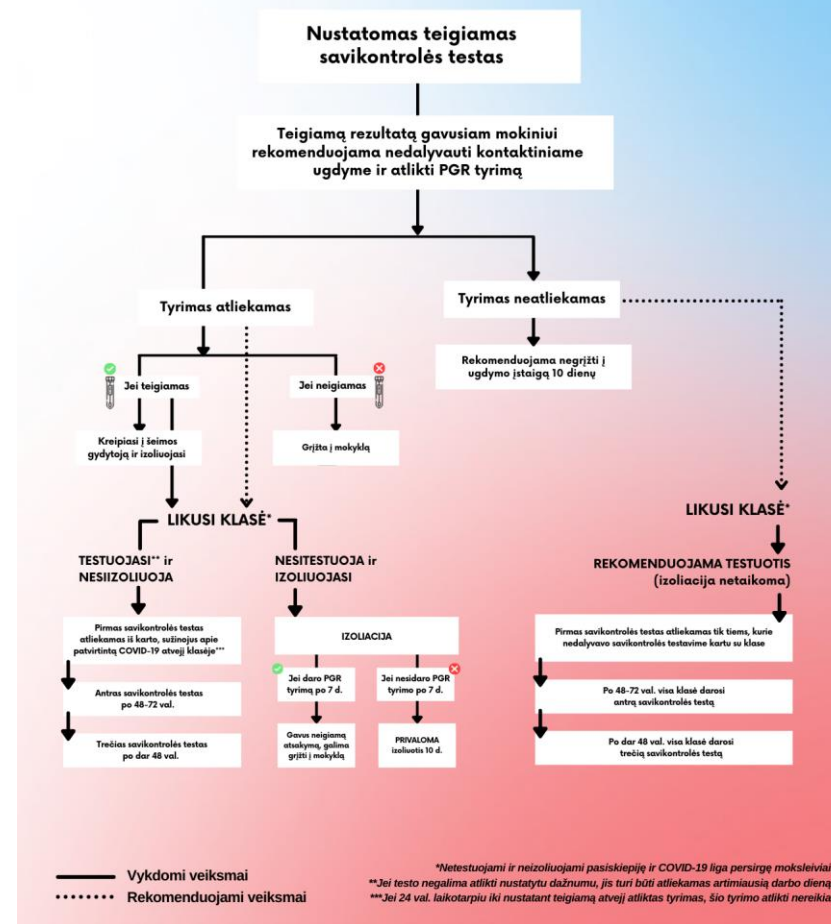 Nustatomas teigiamas
savikontrolės testas
Teigiamą rezultatą gavusiam mokiniui
rekomenduojama nedalyvauti kontaktiniame
ugdyme ir atlikti PGR tyrimą
Tyrimas atliekamas
Tyrimas neatliekamas
Jei teigiamas
Jei neigiamas
Rekomenduojama negrįžti į
ugdymo įstaigą 10 dienų
Kreipiasi į šeimos
gydytoją ir izoliuojasi
Grįžta į mokyklą
LIKUSI KLASĖ*
TESTUOJASI** ir
NESIIZOLIUOJA
NESITESTUOJA ir
IZOLIUOJASI
Pirmas savikontrolės testas
atliekamas iš karto, sužinojus apie
patvirtintą COVID-19 atvejį klasėje***
Antras savikontrolės testas
po 48-72 val.
Trečias savikontrolės testas
po dar 48 val.
IZOLIACIJA
Jei daro PGR
tyrimą po 7 d.
Jei nesidaro PGR
tyrimo po 7 d.
Gavus neigiamą
atsakymą, galima
grįžti į mokyklą
PRIVALOMA
izoliuotis 10 d.
LIKUSI KLASĖ*
REKOMENDUOJAMA TESTUOTIS
(izoliacija netaikoma)
Pirmas savikontrolės testas atliekamas tik tiems, kurie
nedalyvavo savikontrolės testavime kartu su klase
Po 48-72 val. visa klasė darosi
antrą savikontrolės testą
Po dar 48 val. visa klasė darosi
trečią savikontrolės testą
Vykdomi veiksmai
Rekomenduojami veiksmai
*Netestuojami ir neizoliuojami pasiskiepiję ir COVID-19 liga persirgę moksleiviai
**Jei testo negalima atlikti nustatytu dažnumu, jis turi būti atliekamas artimiausią darbo dieną
***Jei 24 val. laikotarpiu iki nustatant teigiamą atvejį atliktas tyrimas, šio tyrimo atlikti nereikia